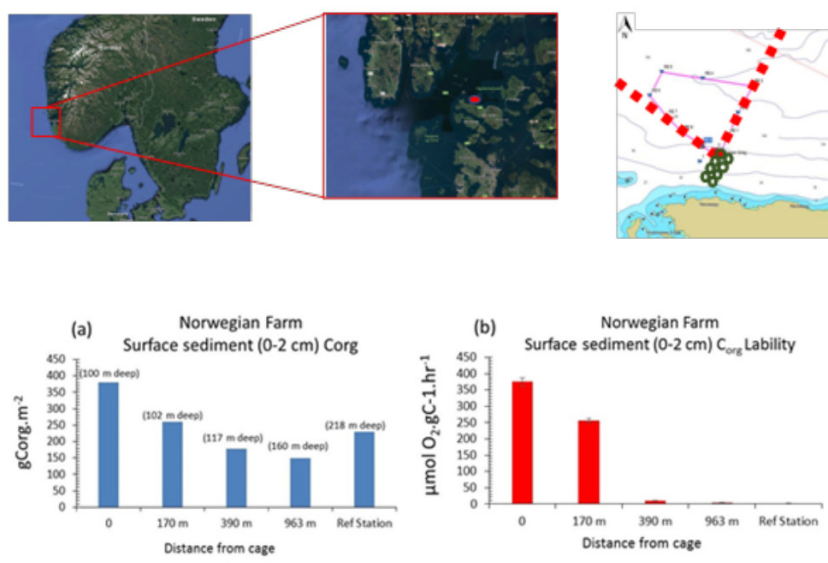 Sweden
Norway
N
(a)
Norwegian Farm
Surface sediment (0-2 cm) Corg
gCorg.m-2
450
400
350
300
250
200
150
100
50
0
(100 m deep)
(102 m deep)
(117 m deep)
(160 m deep)
(218 m deep)
0
170 m
390 m
963 m
Ref Station
Distance from cage
(b)
Norwegian Farm
Surface sediment (0-2 cm) Corg Lability
µmol O2.gC-1.hr-1
450
400
350
300
250
200
150
100
50
0
0
170 m
390 m
963 m
Ref Station
Distance from cage